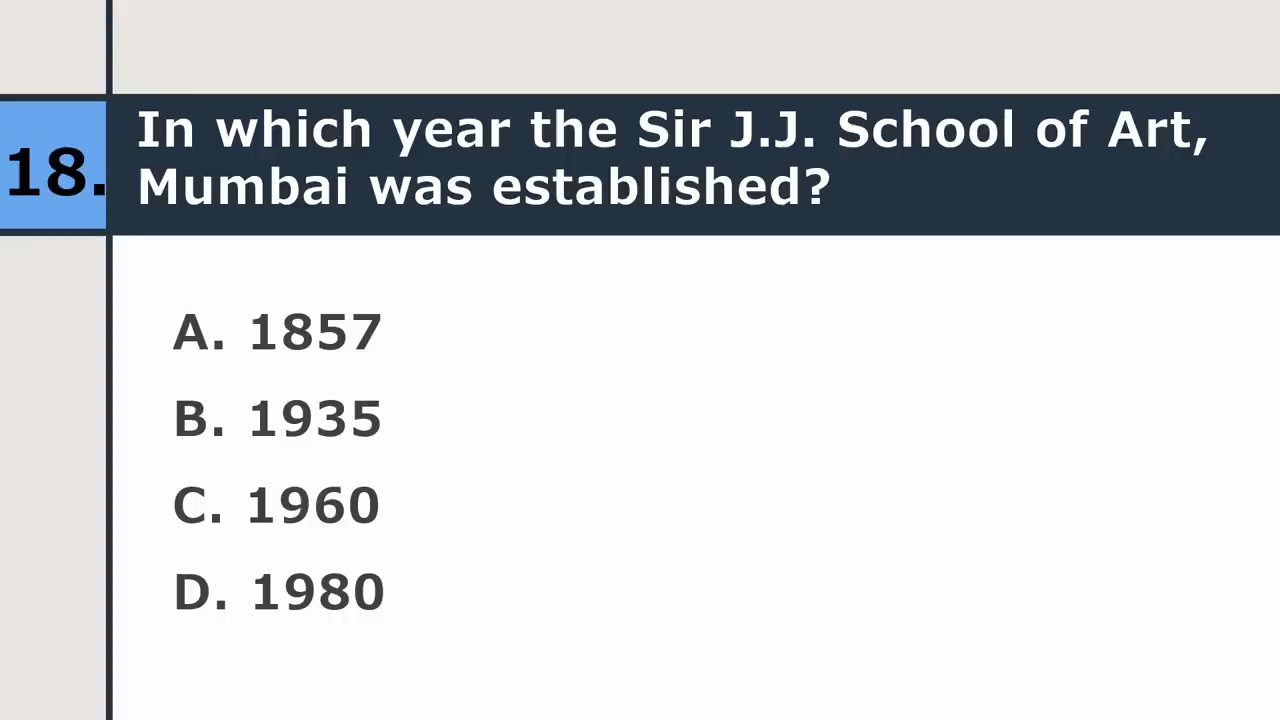 18.
In which year the Sir J.J. School of Art,
Mumbai was established?
A. 1857
B. 1935
C. 1960
D. 1980